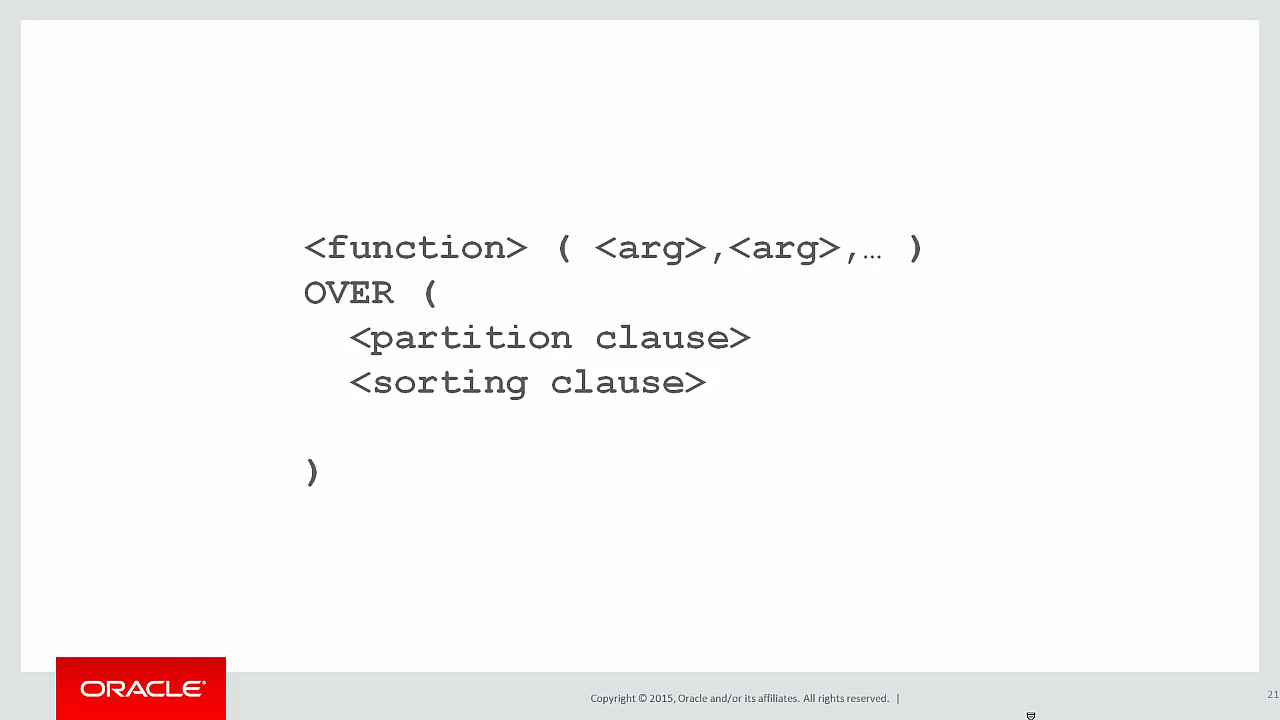 <function> ( <arg>,<arg>,… )
OVER (
<partition clause>
<sorting clause>
)
ORACLE®
Copyright © 2015, Oracle and/or its affiliates. All rights reserved. |
21